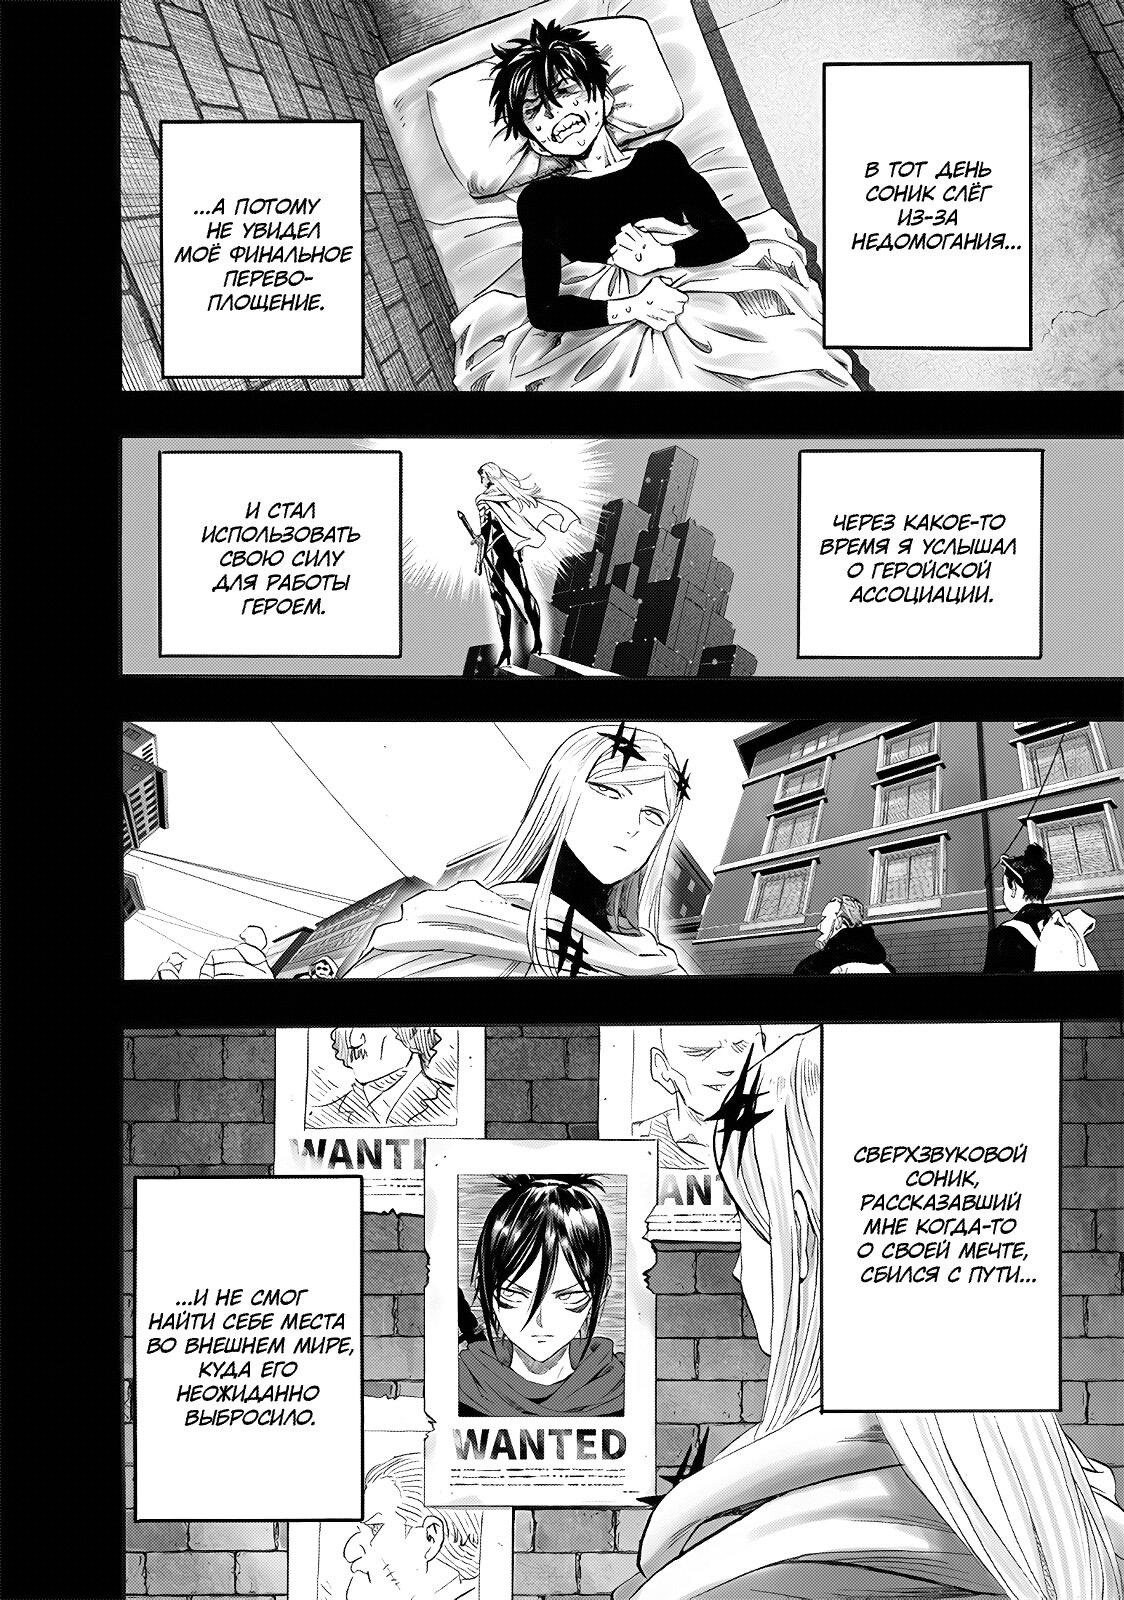 В ТОТ ДЕНЬ
СОНИК СЛЁГ
ИЗ-ЗА
НЕДОМОГАНИЯ...
...А ПОТОМУ
НЕ УВИДЕЛ
МОЁ ФИНАЛЬНОЕ
ПЕРЕВО-
ПЛОЩЕНИЕ.
ЧЕРЕЗ КАКОЕ-ТО
ВРЕМЯ Я УСЛЫШАЛ
О ГЕРОЙСКОЙ
АССОЦИАЦИИ.
И СТАЛ
ИСПОЛЬЗОВАТЬ
СВОЮ СИЛУ
ДЛЯ РАБОТЫ
ГЕРОЕМ.
СВЕРХЗВУКОВОЙ
СОНИК,
РАССКАЗАВШИЙ
МНЕ КОГДА-ТО
О СВОЕЙ МЕЧТЕ,
СБИЛСЯ С ПУТИ...
WANTE
ANT
WANTED
...И НЕ СМОГ
НАЙТИ СЕБЕ МЕСТА
ВО ВНЕШНЕМ МИРЕ,
КУДА ЕГО
НЕОЖИДАННО
ВЫБРОСИЛО.